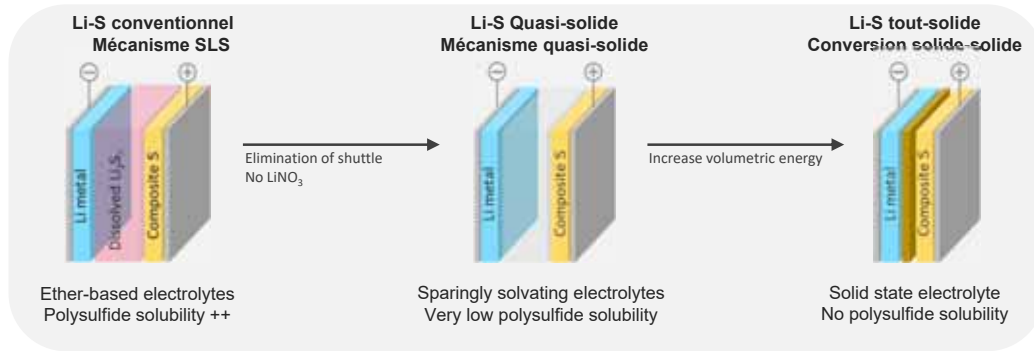 Li-S conventionnel
Mécanisme SLS
Li-S Quasi-solide
Mécanisme quasi-solide
Li-S tout-solide
Conversion solide-solide
−
+
−
+
−
+
Li metal
Dissolved Li₂Sₓ
Composite S
Elimination of shuttle
No LiNO₃
Li metal
Composite S
Increase volumetric energy
Li metal
Composite S
Ether-based electrolytes
Polysulfide solubility ++
Sparingly solvating electrolytes
Very low polysulfide solubility
Solid state electrolyte
No polysulfide solubility